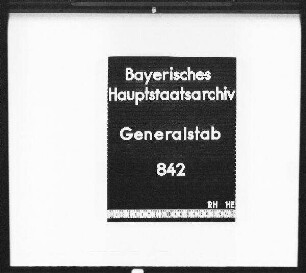 Bayerisches
Hauptstaatsarchiv
Generalstab
842
RH HE